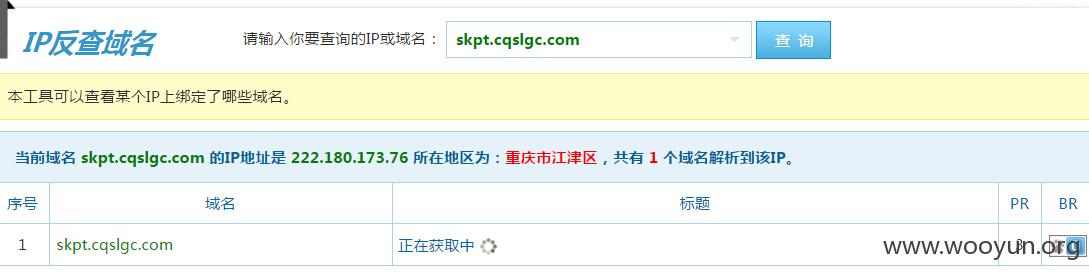 IP反查域名 请输入你要查询的IP或域名： skpt.cqslgc.com 查 询
本工具可以查看某个IP上绑定了哪些域名。
当前域名 skpt.cqslgc.com 的IP地址是 222.180.173.76 所在地区为：重庆市江津区，共有 1 个域名解析到该IP。
序号 域名 标题 PR BR
1 skpt.cqslgc.com 正在获取中
www.wooyun.org